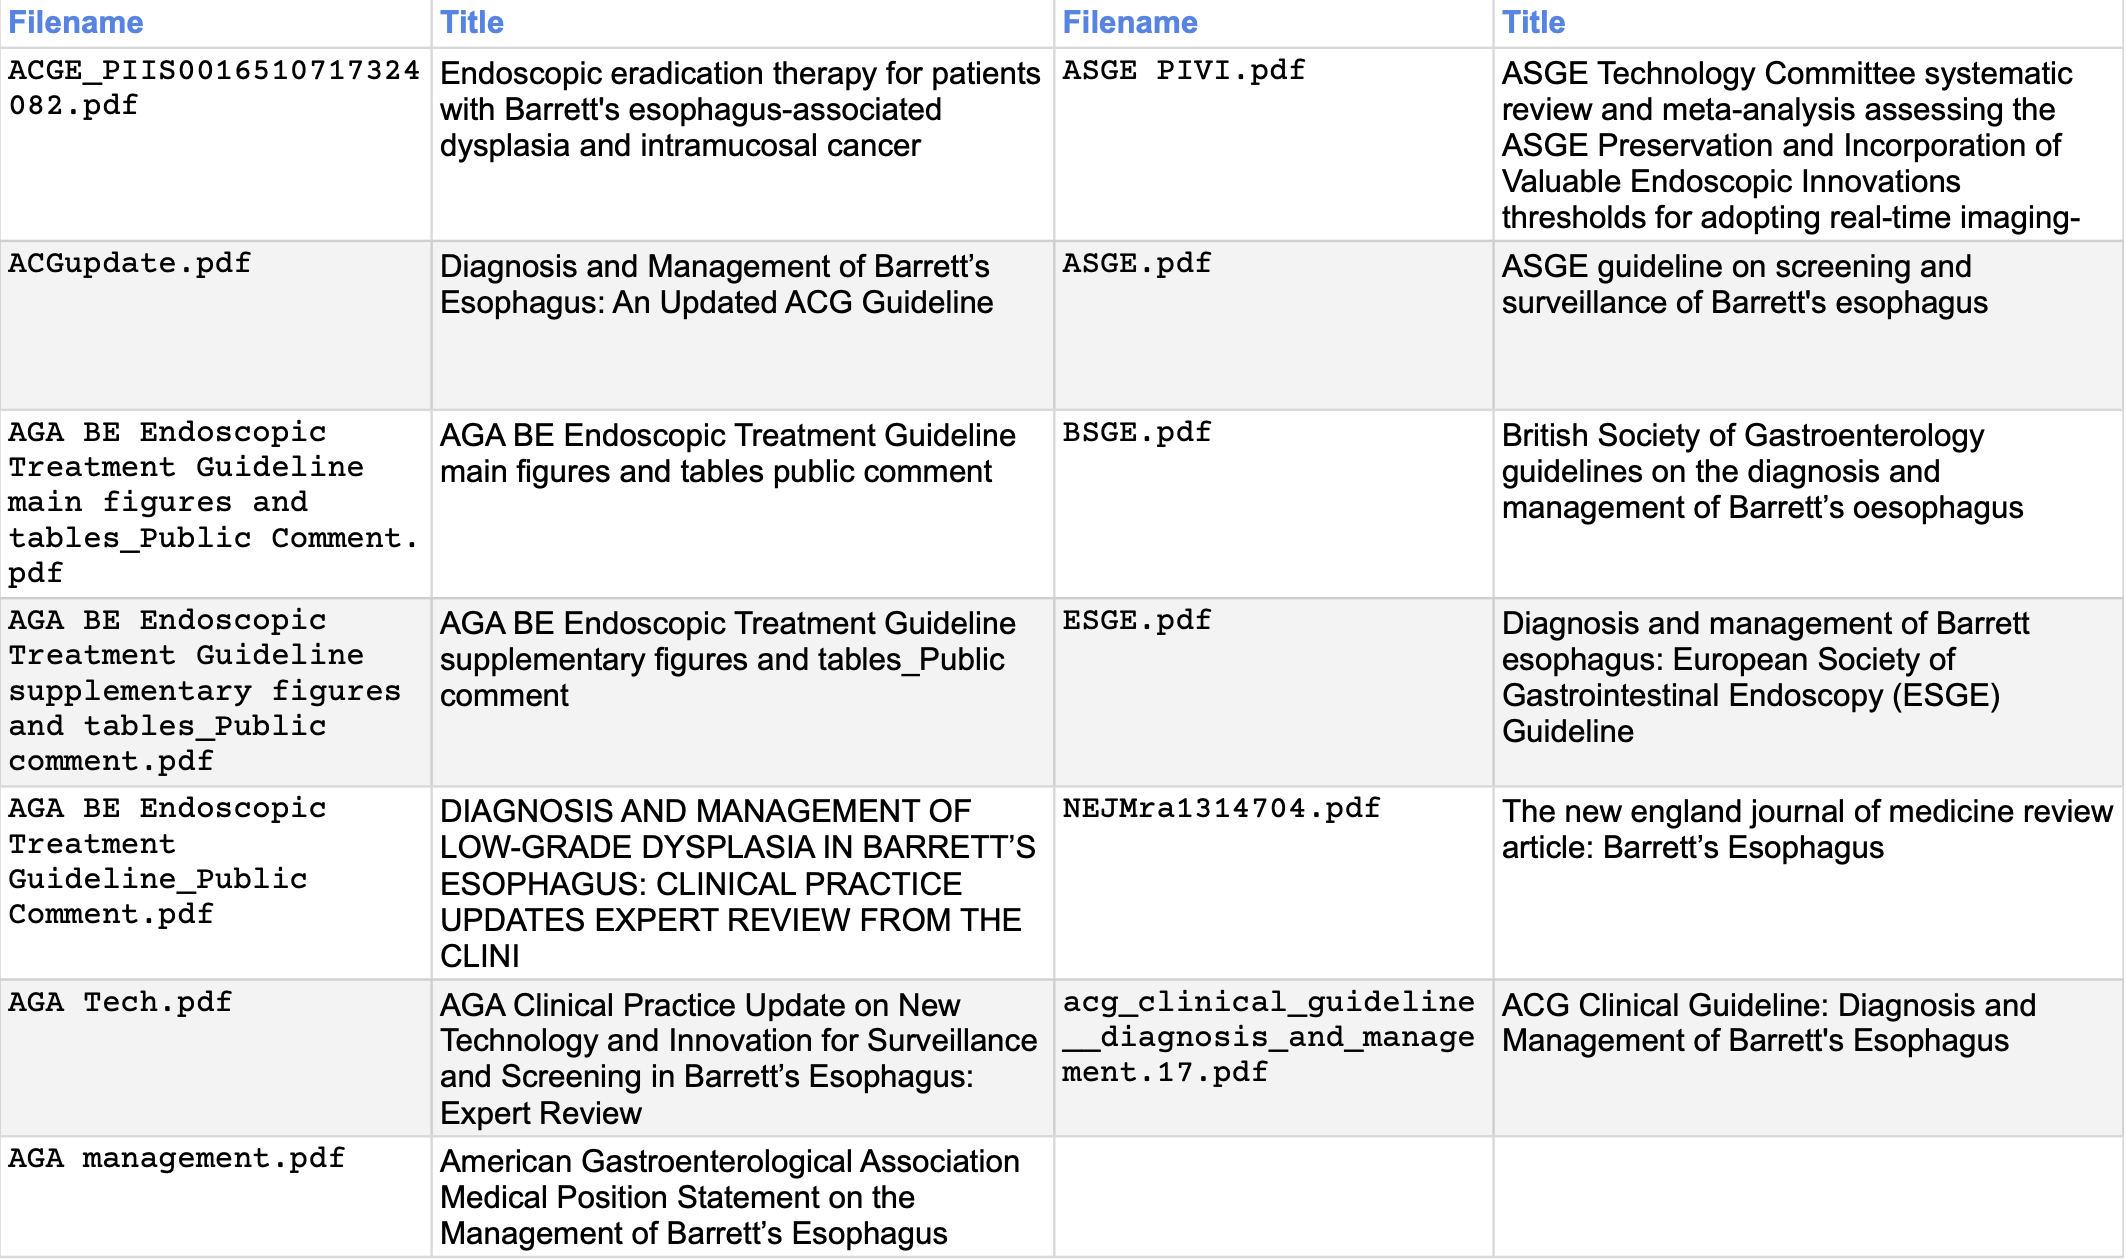 Filename Title Filename Title
ACGE_PIIS0016510717324
082.pdf
Endoscopic eradication therapy for patients
with Barrett's esophagus-associated
dysplasia and intramucosal cancer
ASGE PIVI.pdf
ASGE Technology Committee systematic
review and meta-analysis assessing the
ASGE Preservation and Incorporation of
Valuable Endoscopic Innovations
thresholds for adopting real-time imaging-
ACGupdate.pdf
Diagnosis and Management of Barrett’s
Esophagus: An Updated ACG Guideline
ASGE.pdf
ASGE guideline on screening and
surveillance of Barrett's esophagus
AGA BE Endoscopic
Treatment Guideline
main figures and
tables_Public Comment.
pdf
AGA BE Endoscopic Treatment Guideline
main figures and tables public comment
BSGE.pdf
British Society of Gastroenterology
guidelines on the diagnosis and
management of Barrett’s oesophagus
AGA BE Endoscopic
Treatment Guideline
supplementary figures
and tables_Public
comment.pdf
AGA BE Endoscopic Treatment Guideline
supplementary figures and tables_Public
comment
ESGE.pdf
Diagnosis and management of Barrett
esophagus: European Society of
Gastrointestinal Endoscopy (ESGE)
Guideline
AGA BE Endoscopic
Treatment
Guideline_Public
Comment.pdf
DIAGNOSIS AND MANAGEMENT OF
LOW-GRADE DYSPLASIA IN BARRETT’S
ESOPHAGUS: CLINICAL PRACTICE
UPDATES EXPERT REVIEW FROM THE
CLINI
NEJMra1314704.pdf
The new england journal of medicine review
article: Barrett’s Esophagus
AGA Tech.pdf
AGA Clinical Practice Update on New
Technology and Innovation for Surveillance
and Screening in Barrett’s Esophagus:
Expert Review
acg_clinical_guideline
__diagnosis_and_manage
ment.17.pdf
ACG Clinical Guideline: Diagnosis and
Management of Barrett's Esophagus
AGA management.pdf
American Gastroenterological Association
Medical Position Statement on the
Management of Barrett’s Esophagus